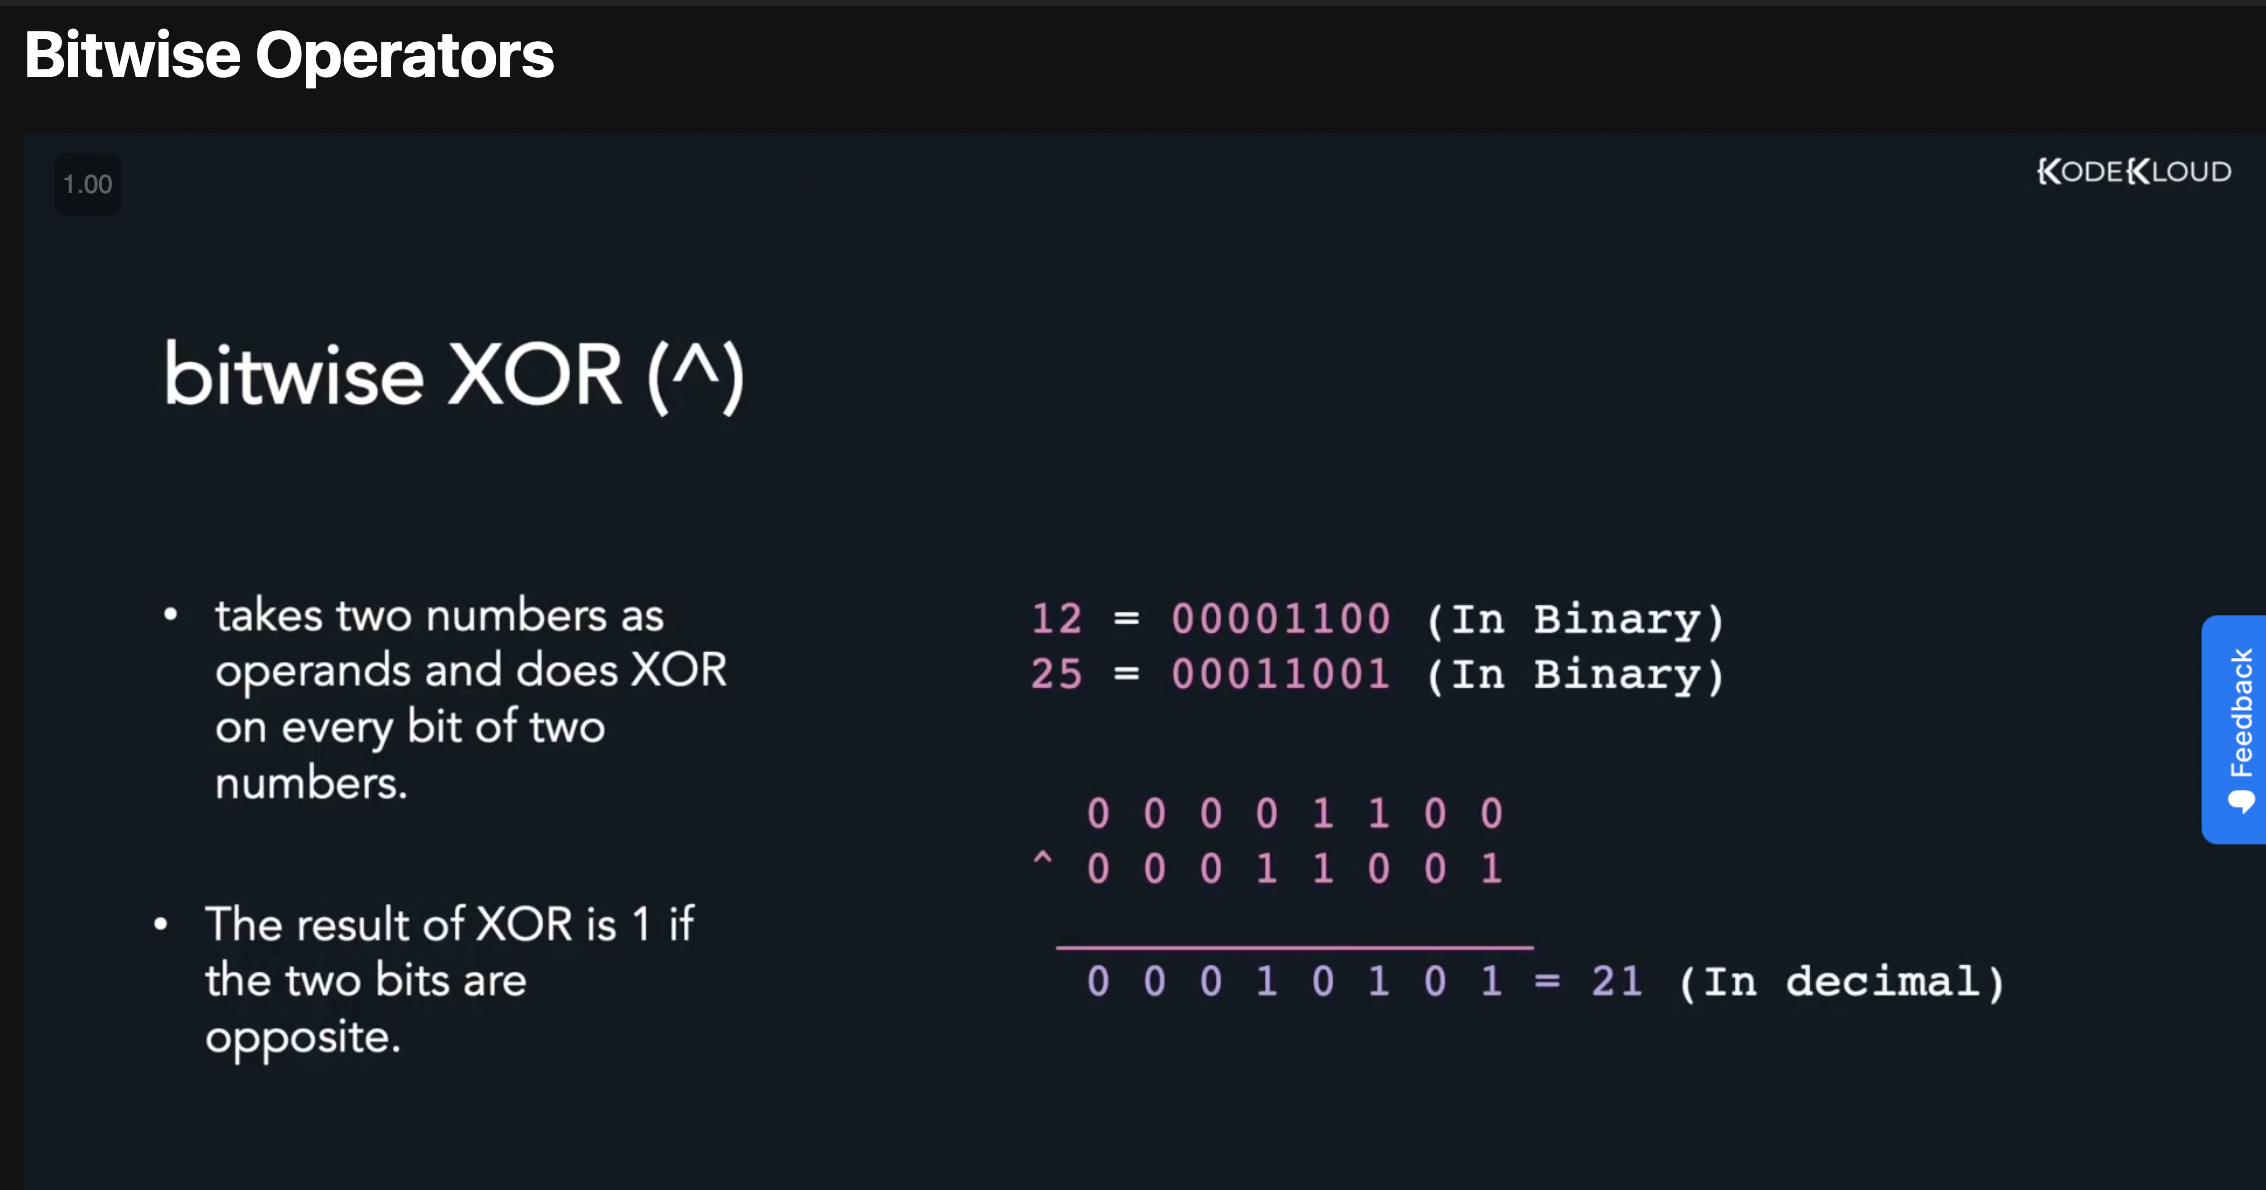 Bitwise Operators
1.00
KODEKLOUD
bitwise XOR (^)
• takes two numbers as
operands and does XOR
on every bit of two
numbers.
• The result of XOR is 1 if
the two bits are
opposite.
12 = 00001100 (In Binary)
25 = 00011001 (In Binary)
0 0 0 0 1 1 0 0
^ 0 0 0 1 1 0 0 1
0 0 0 1 0 1 0 1 = 21 (In decimal)
Feedback